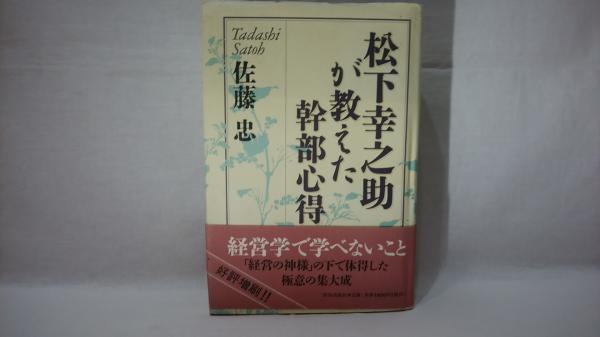 松下幸之助
が教えた
幹部心得
Tadashi
Satoh
佐藤 忠
経営学で学べないこと
「経営の神様」の下で体得した
極意の集大成
好評増刷!!